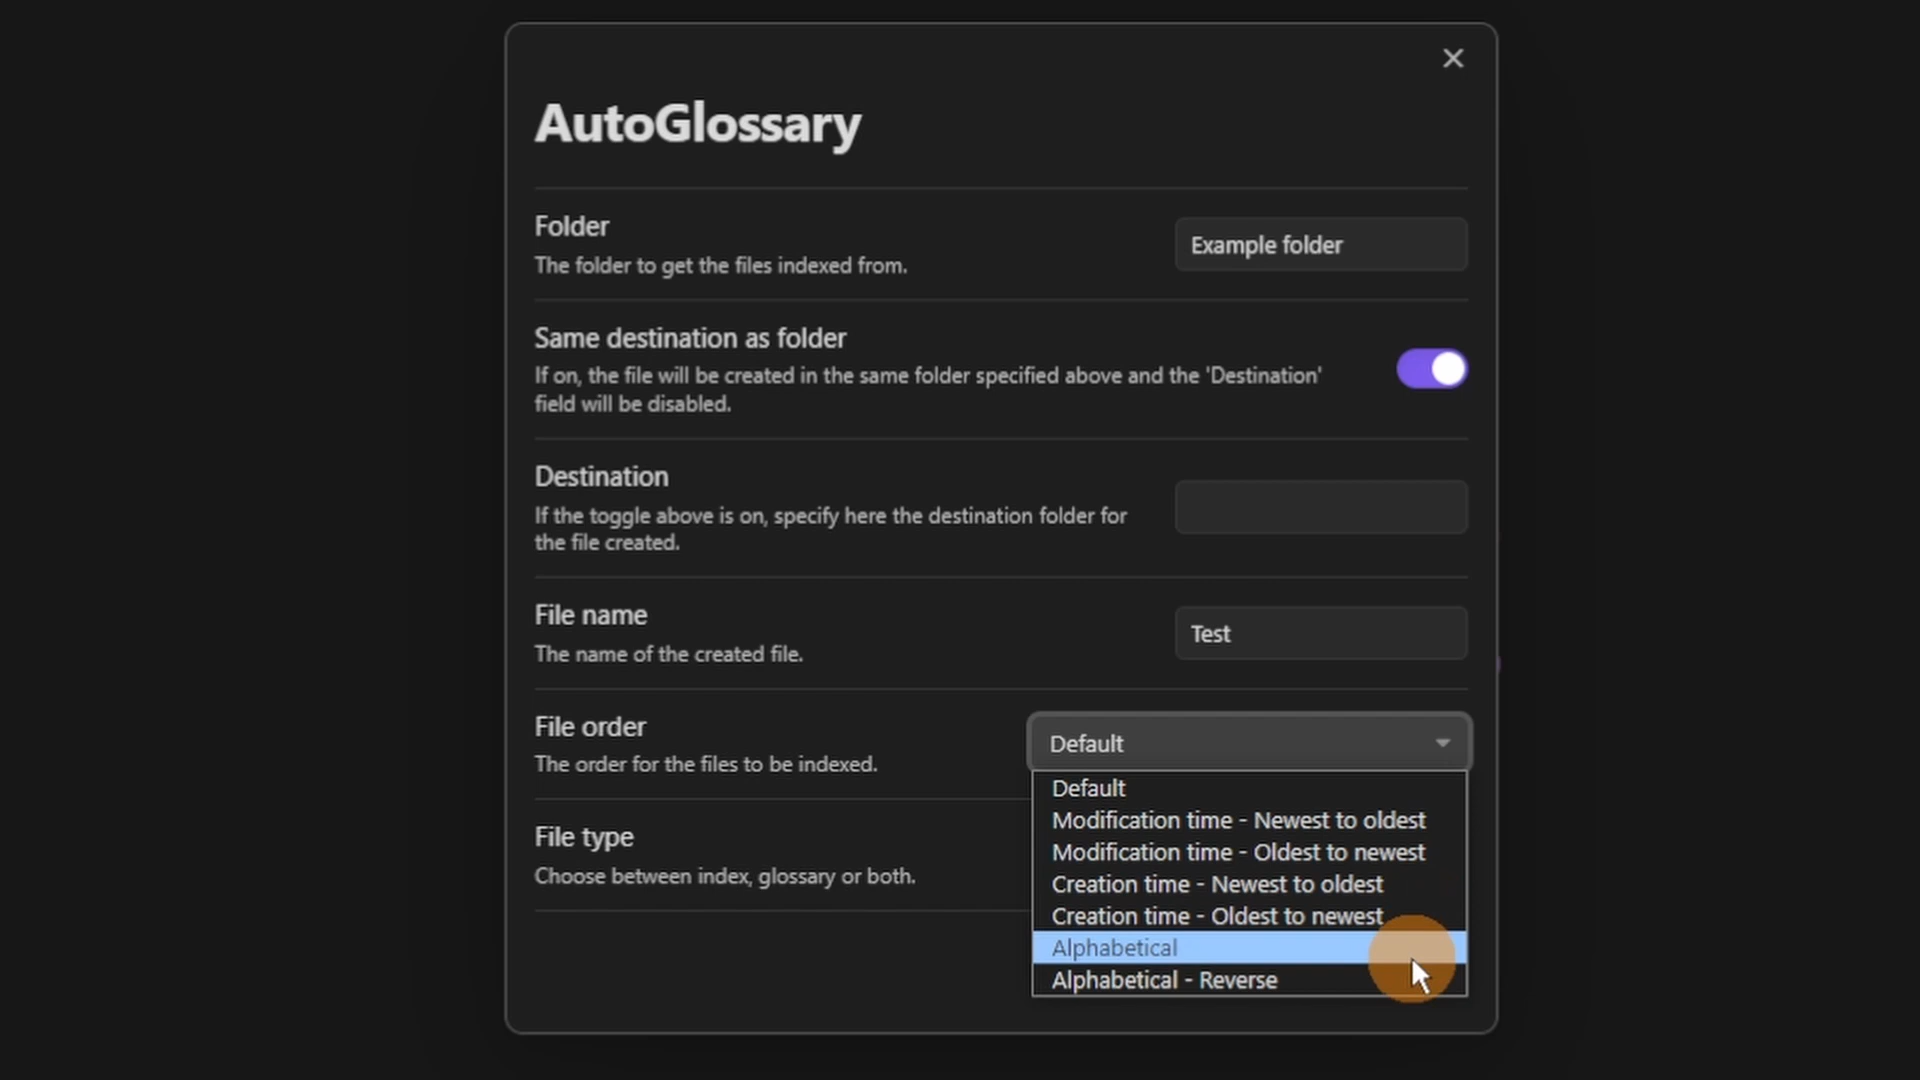 AutoGlossary
Folder
The folder to get the files indexed from.
Example folder
Same destination as folder
If on, the file will be created in the same folder specified above and the 'Destination'
field will be disabled.
Destination
If the toggle above is on, specify here the destination folder for
the file created.
File name
The name of the created file.
Test
File order
The order for the files to be indexed.
Default
Default
Modification time - Newest to oldest
Modification time - Oldest to newest
Creation time - Newest to oldest
Creation time - Oldest to newest
Alphabetical
Alphabetical - Reverse
File type
Choose between index, glossary or both.